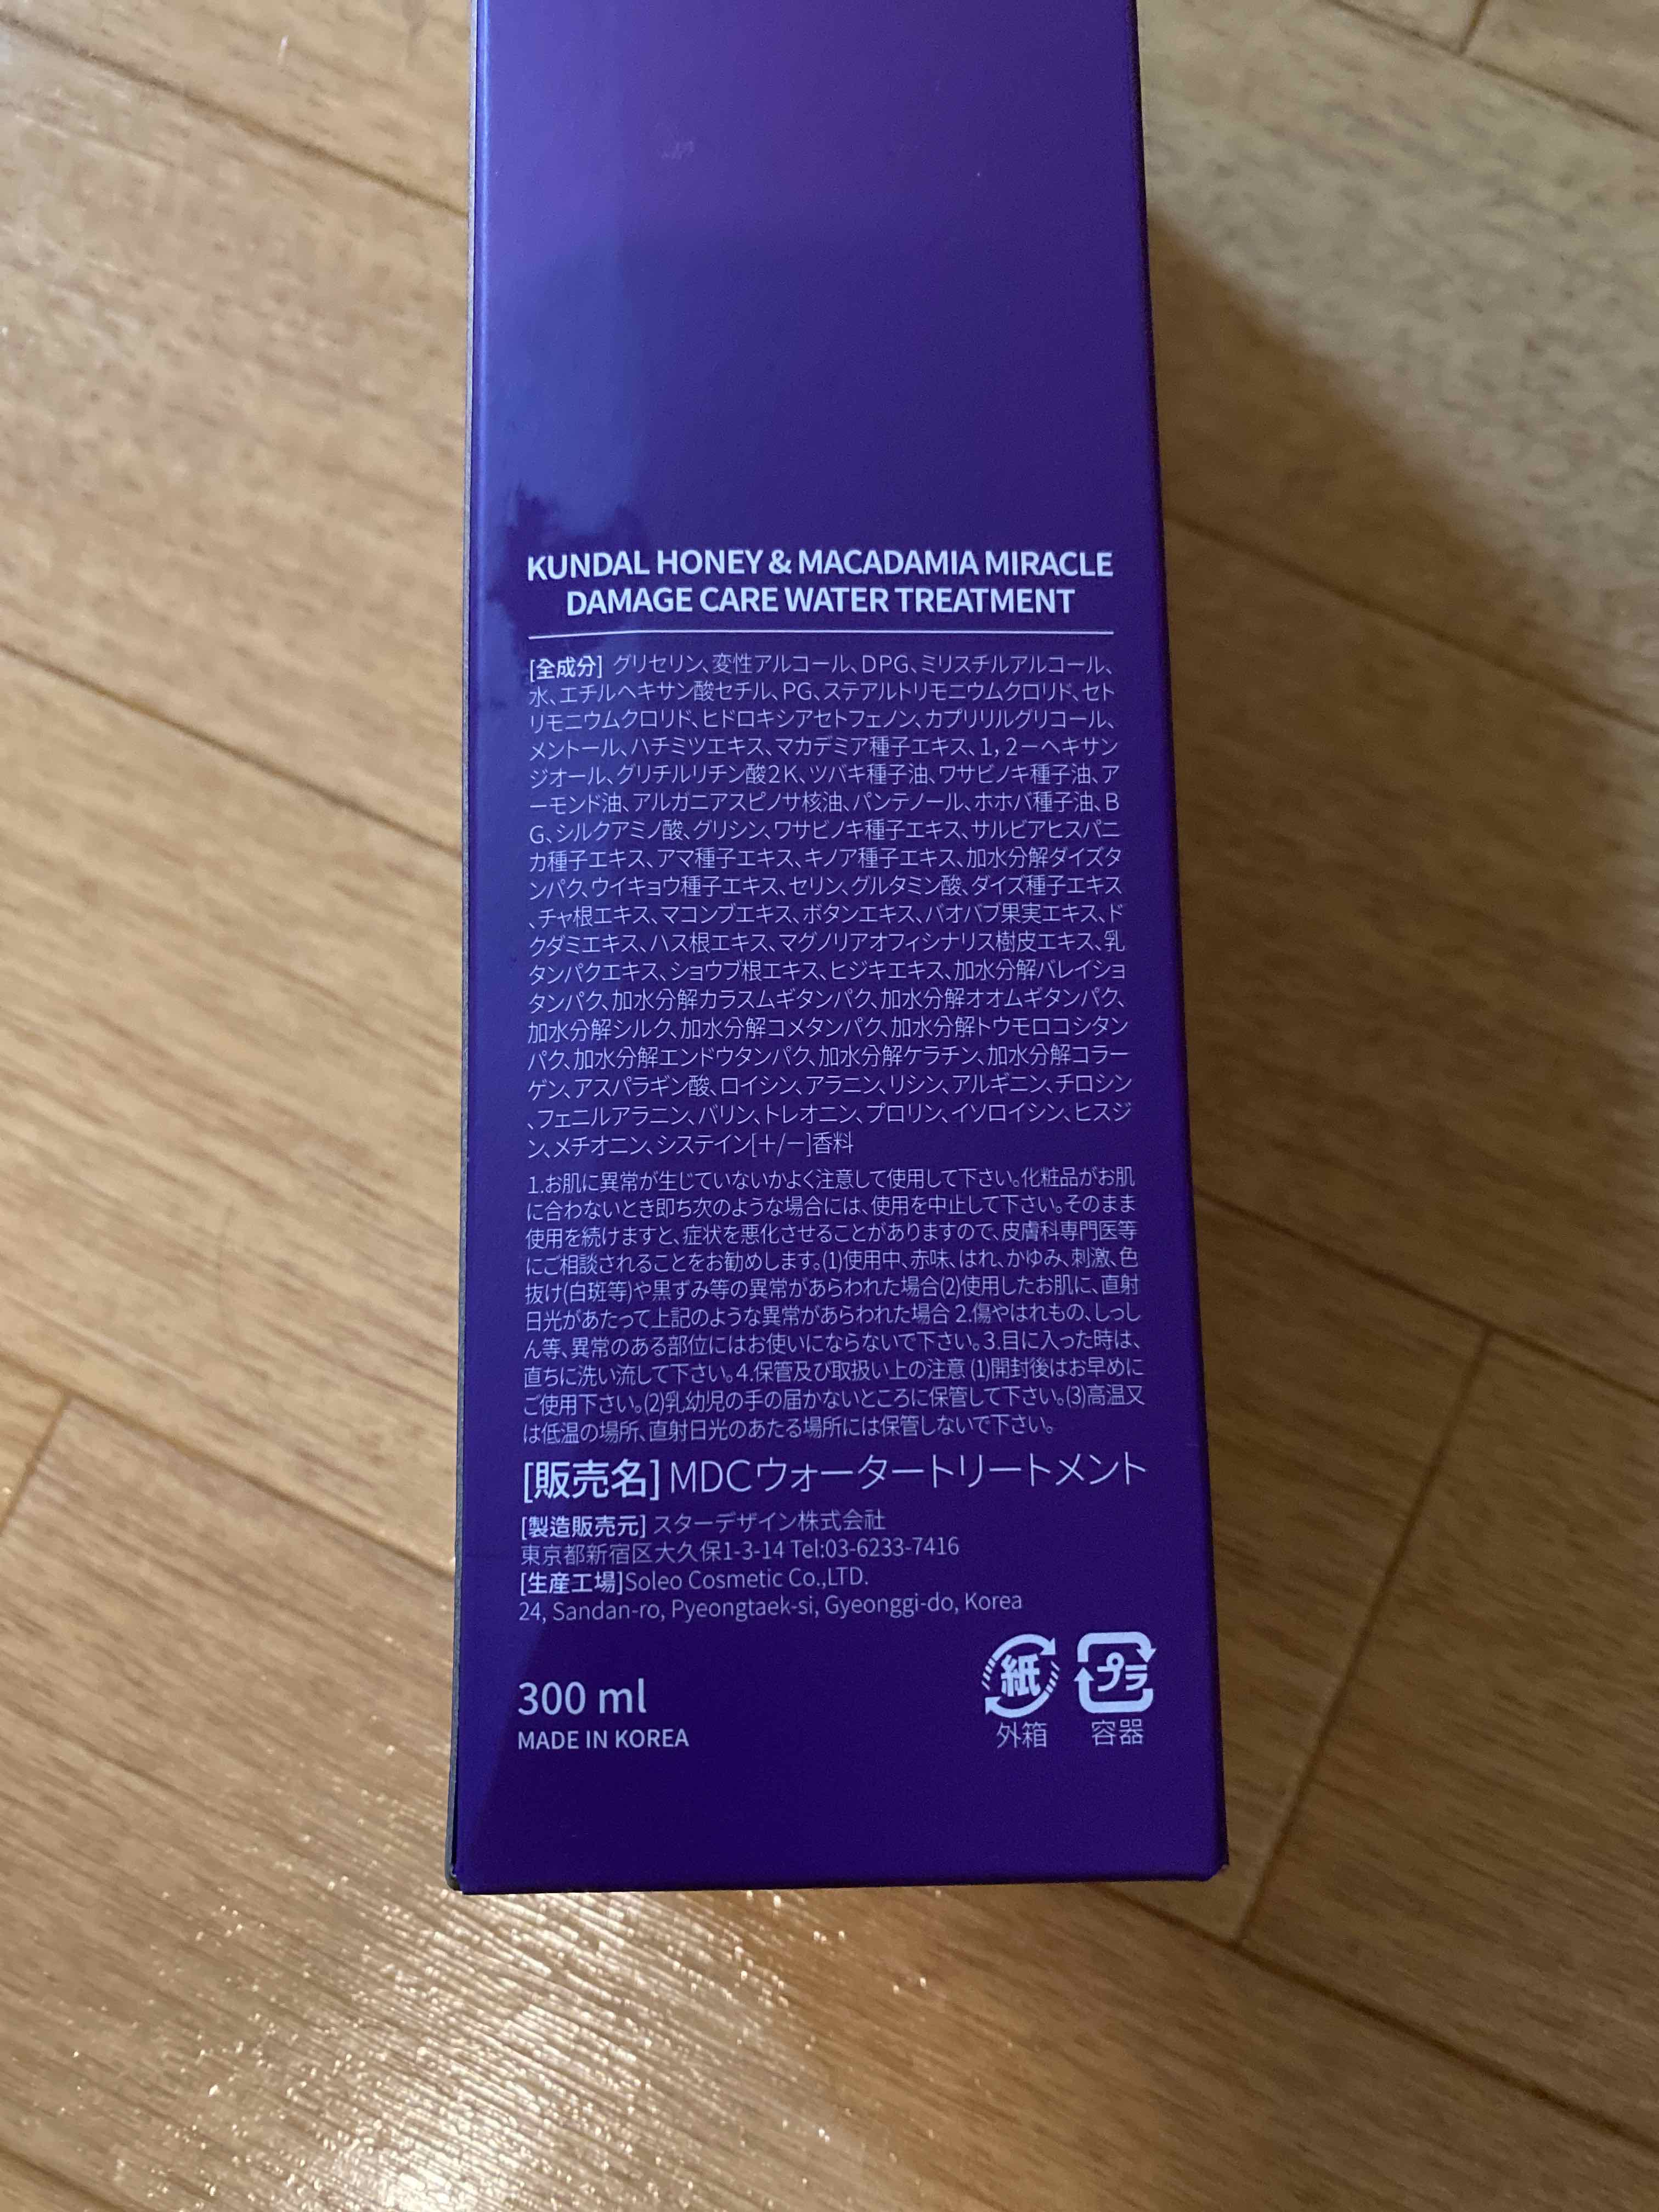 KUNDAL HONEY & MACADAMIA MIRACLE
DAMAGE CARE WATER TREATMENT
[全成分] グリセリン、変性アルコール、DPG、ミリスチルアルコール、
水、エチルヘキサン酸セチル、PG、ステアルトリモニウムクロリド、セト
リモニウムクロリド、ヒドロキシアセトフェノン、カプリリルグリコール、
メントール、ハチミツエキス、マカデミア種子エキス、1，2－ヘキサン
ジオール、グリチルリチン酸2K、ツバキ種子油、ワサビノキ種子油、ア
ーモンド油、アルガニアスピノサ核油、パンテノール、ホホバ種子油、B
G、シルクアミノ酸、グリシン、ワサビノキ種子エキス、サルビアヒスパニ
カ種子エキス、アマ種子エキス、キノア種子エキス、加水分解ダイズタ
ンパク、ウイキョウ種子エキス、セリン、グルタミン酸、ダイズ種子エキス
、チャ根エキス、マコンブエキス、ボタンエキス、バオバブ果実エキス、ド
クダミエキス、ハス根エキス、マグノリアオフィシナリス樹皮エキス、乳
タンパクエキス、ショウブ根エキス、ヒジキエキス、加水分解バレイショ
タンパク、加水分解カラスムギタンパク、加水分解オオムギタンパク、
加水分解シルク、加水分解コメタンパク、加水分解トウモロコシタン
パク、加水分解エンドウタンパク、加水分解ケラチン、加水分解コラー
ゲン、アスパラギン酸、ロイシン、アラニン、リシン、アルギニン、チロシン
、フェニルアラニン、バリン、トレオニン、プロリン、イソロイシン、ヒスジ
ン、メチオニン、システイン[＋/－]香料
1.お肌に異常が生じていないかよく注意して使用して下さい。化粧品がお肌
に合わないとき即ち次のような場合には、使用を中止して下さい。そのまま
使用を続けますと、症状を悪化させることがありますので、皮膚科専門医等
にご相談されることをお勧めします。(1)使用中、赤味、はれ、かゆみ、刺激、色
抜け(白斑等)や黒ずみ等の異常があらわれた場合(2)使用したお肌に、直射
日光があたって上記のような異常があらわれた場合 2.傷やはれもの、しっし
ん等、異常のある部位にはお使いにならないで下さい。3.目に入った時は、
直ちに洗い流して下さい。4.保管及び取扱い上の注意 (1)開封後はお早めに
ご使用下さい。(2)乳幼児の手の届かないところに保管して下さい。(3)高温又
は低温の場所、直射日光のあたる場所には保管しないで下さい。
[販売名] MDCウォータートリートメント
[製造販売元] スターデザイン株式会社
東京都新宿区大久保1-3-14 Tel:03-6233-7416
[生産工場]Soleo Cosmetic Co.,LTD.
24, Sandan-ro, Pyeongtaek-si, Gyeonggi-do, Korea
紙 プラ
外箱 容器
300 ml
MADE IN KOREA